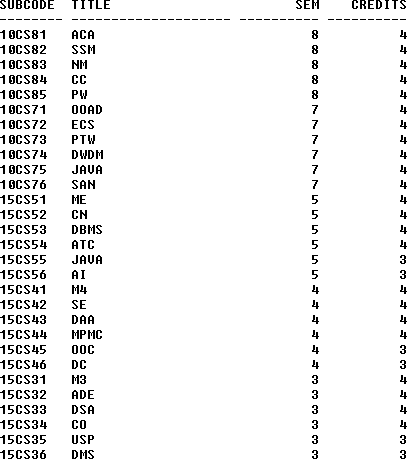 SUBCODE TITLE SEM CREDITS
-------- -------------------- ---------- ----------
10CS81 ACA 8 4
10CS82 SSM 8 4
10CS83 NM 8 4
10CS84 CC 8 4
10CS85 PW 8 4
10CS71 OOAD 7 4
10CS72 ECS 7 4
10CS73 PTW 7 4
10CS74 DWDM 7 4
10CS75 JAVA 7 4
10CS76 SAN 7 4
15CS51 ME 5 4
15CS52 CN 5 4
15CS53 DBMS 5 4
15CS54 ATC 5 4
15CS55 JAVA 5 3
15CS56 AI 5 3
15CS41 M4 4 4
15CS42 SE 4 4
15CS43 DAA 4 4
15CS44 MPMC 4 4
15CS45 OOC 4 3
15CS46 DC 4 3
15CS31 M3 3 4
15CS32 ADE 3 4
15CS33 DSA 3 4
15CS34 CO 3 4
15CS35 USP 3 3
15CS36 DMS 3 3